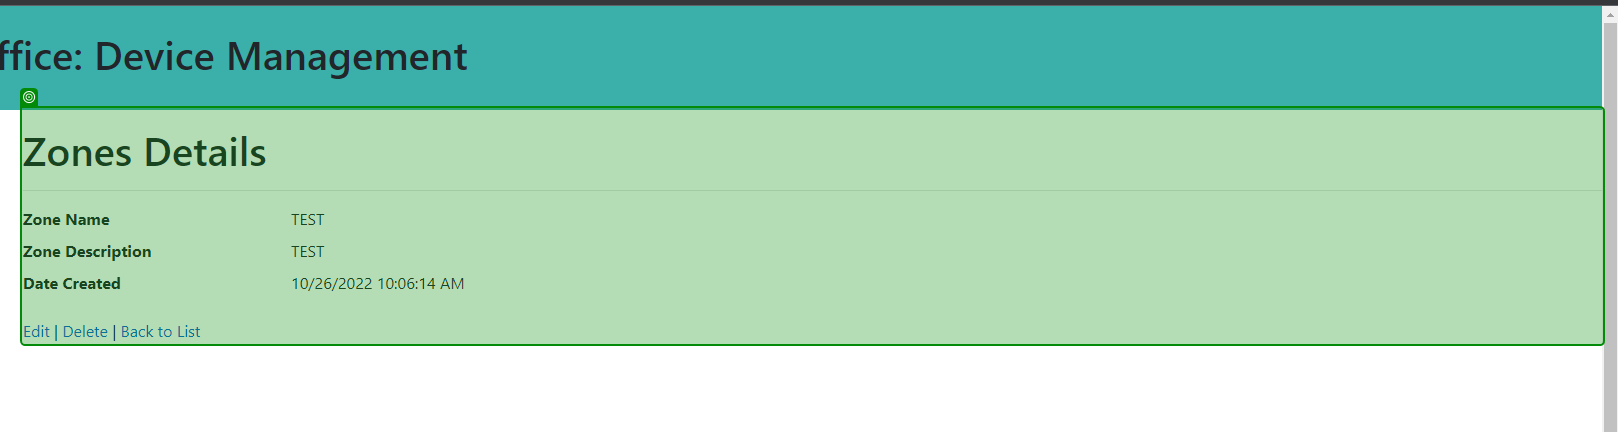 ffice: Device Management
Zones Details
Zone Name TEST
Zone Description TEST
Date Created 10/26/2022 10:06:14 AM
Edit | Delete | Back to List